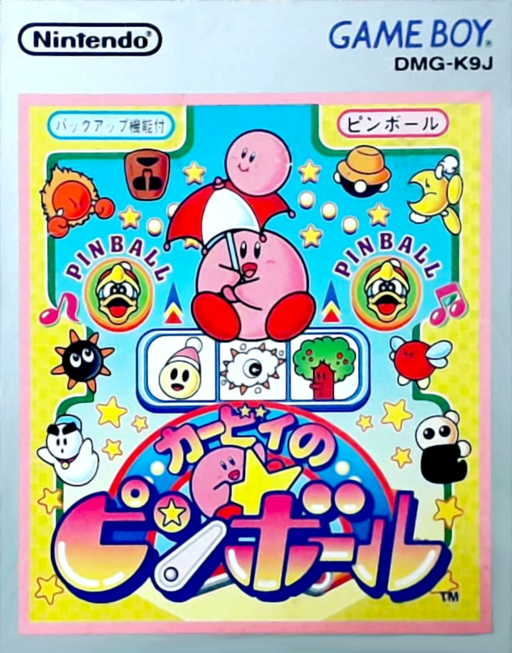 Nintendo
GAME BOY
DMG-K9J
バックアップ機能付
ピンボール
PINBALL
PINBALL
カービィの
ピンボール
TM